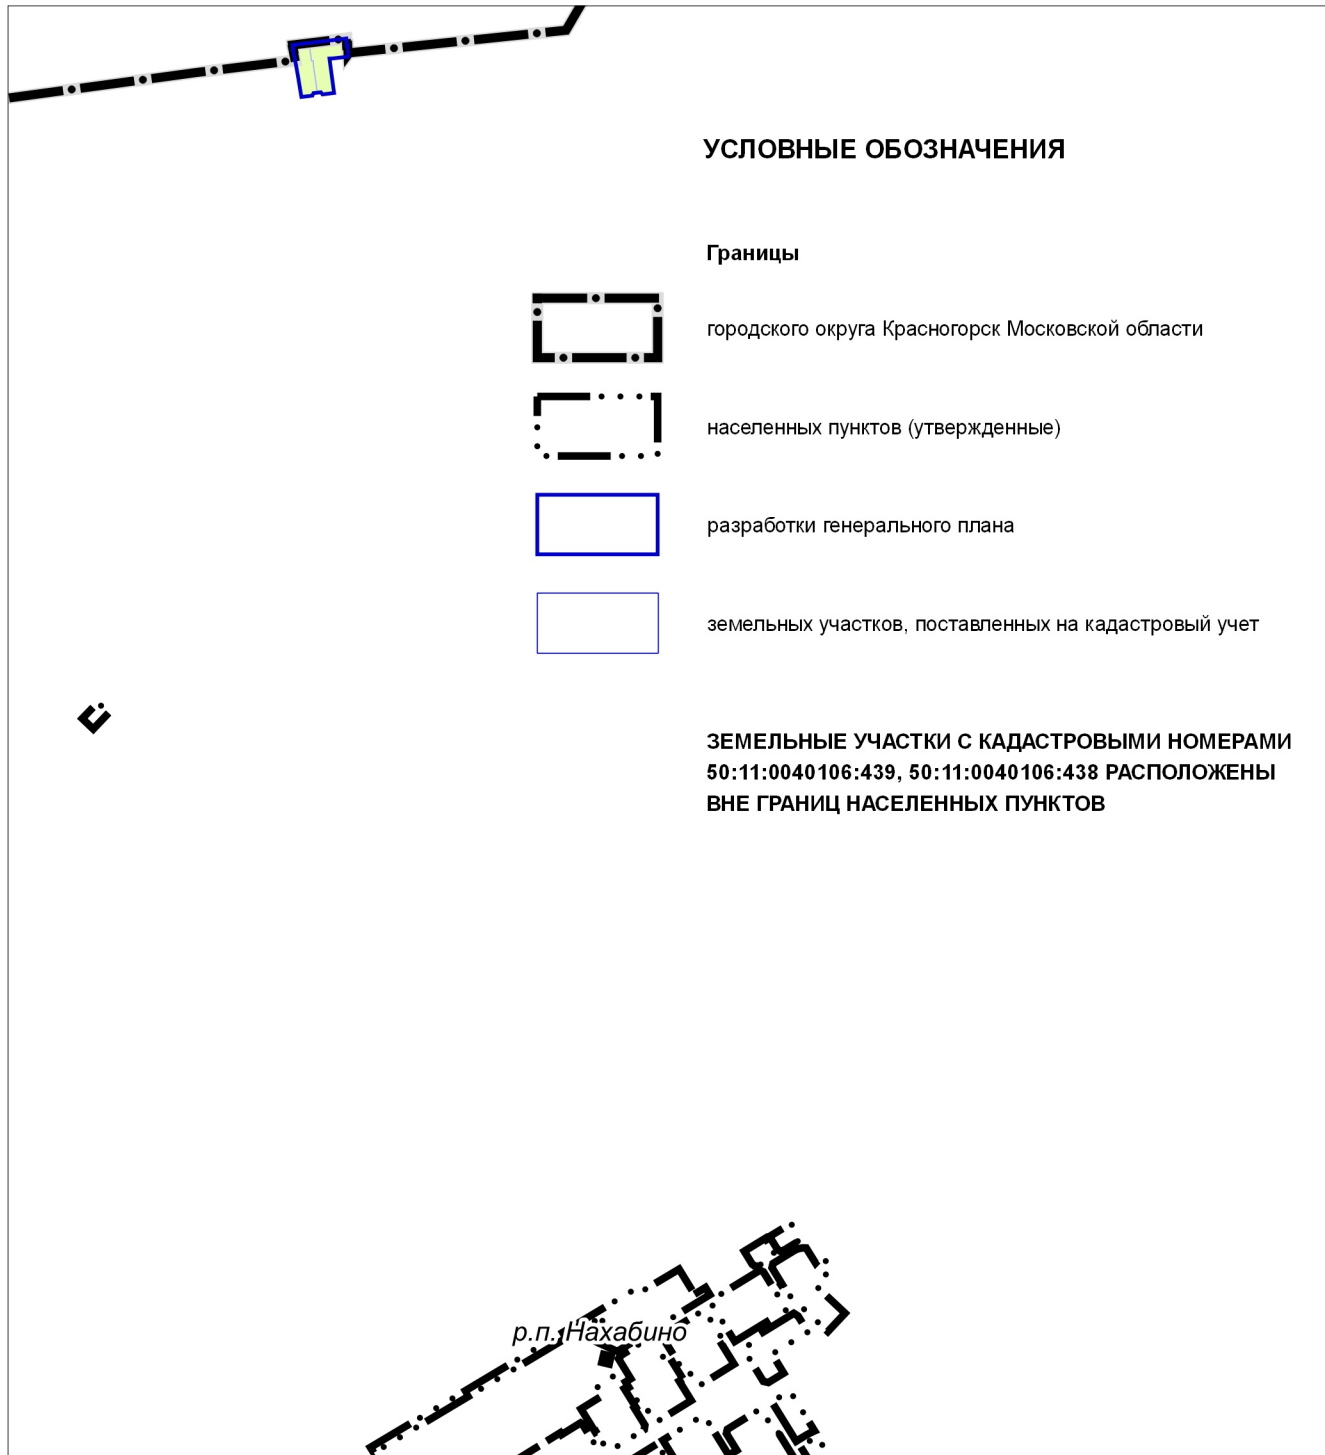 УСЛОВНЫЕ ОБОЗНАЧЕНИЯ
Границы
городского округа Красногорск Московской области
населенных пунктов (утвержденные)
разработки генерального плана
земельных участков, поставленных на кадастровый учет
ЗЕМЕЛЬНЫЕ УЧАСТКИ С КАДАСТРОВЫМИ НОМЕРАМИ
50:11:0040106:439, 50:11:0040106:438 РАСПОЛОЖЕНЫ
ВНЕ ГРАНИЦ НАСЕЛЕННЫХ ПУНКТОВ
р.п. Нахабино